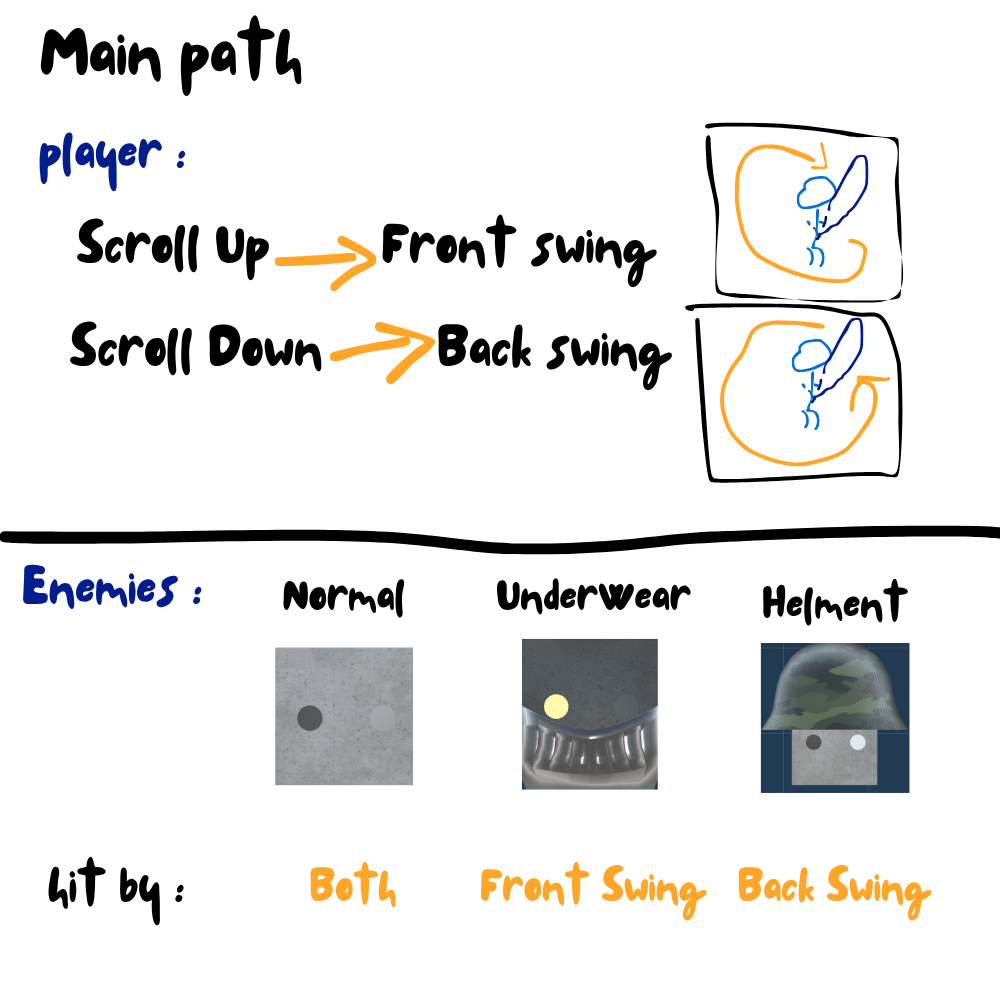 Main path
player :
Scroll Up Front swing
Scroll Down Back swing
Enemies : Normal Underwear Helment
hit by : Both Front Swing Back Swing